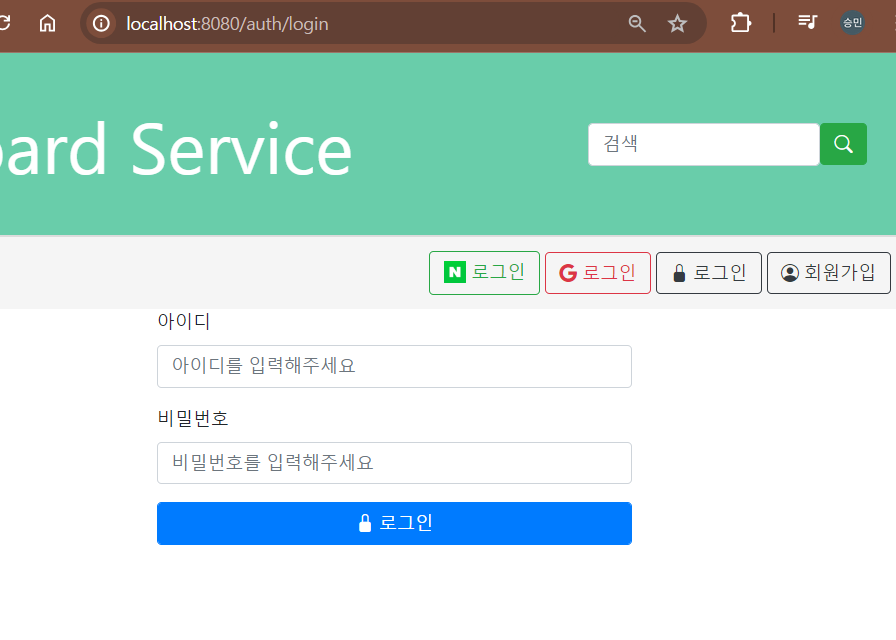 localhost:8080/auth/login
승민
oard Service
검색
N 로그인 G 로그인 로그인 회원가입
아이디
아이디를 입력해주세요
비밀번호
비밀번호를 입력해주세요
로그인